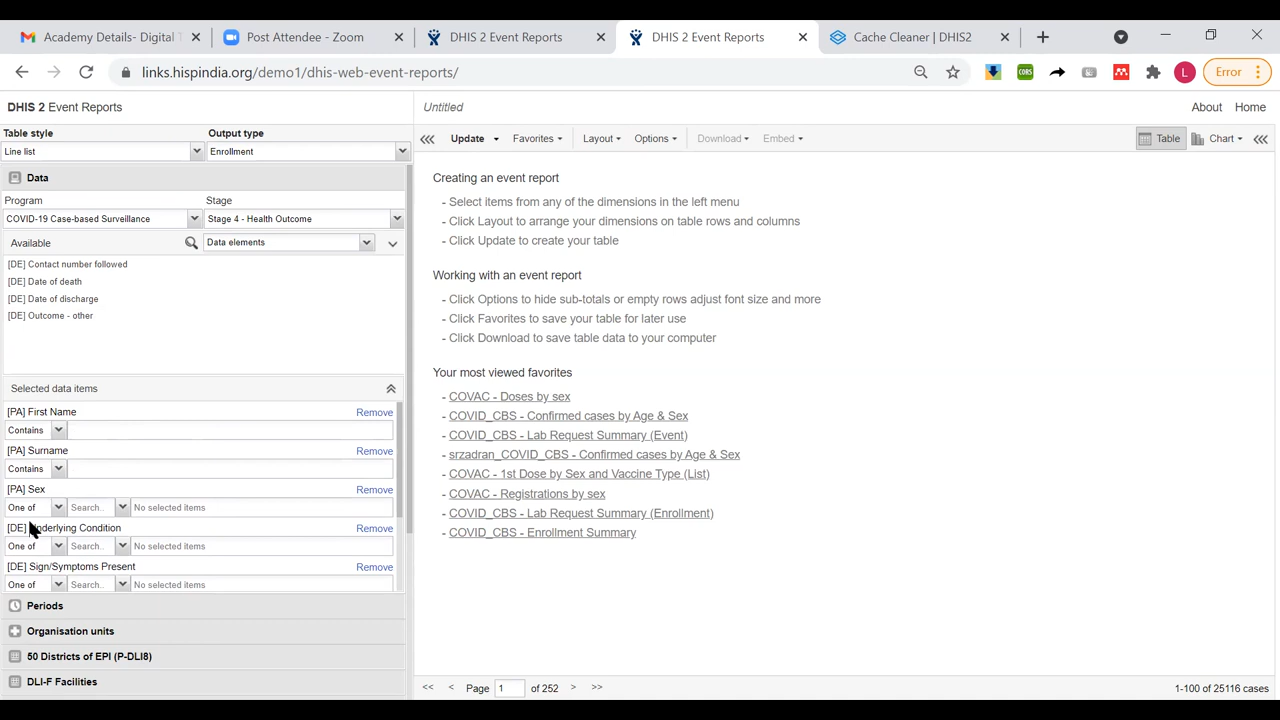 Academy Details- Digital T
Post Attendee - Zoom
DHIS 2 Event Reports
DHIS 2 Event Reports
Cache Cleaner | DHIS2
links.hispindia.org/demo1/dhis-web-event-reports/
CORS
L
Error
DHIS 2 Event Reports
Untitled
About
Home
Table style
Output type
Line list
Enrollment
Update
Favorites
Layout
Options
Download
Embed
Table
Chart
Data
Program
Stage
COVID-19 Case-based Surveillance
Stage 4 - Health Outcome
Available
Data elements
[DE] Contact number followed
[DE] Date of death
[DE] Date of discharge
[DE] Outcome - other
Selected data items
[PA] First Name
Remove
Contains
[PA] Surname
Remove
Contains
[PA] Sex
Remove
One of
Search..
No selected items
[DE] Underlying Condition
Remove
One of
Search..
No selected items
[DE] Sign/Symptoms Present
Remove
One of
Search..
No selected items
Periods
Organisation units
50 Districts of EPI (P-DLI8)
DLI-F Facilities
Creating an event report
- Select items from any of the dimensions in the left menu
- Click Layout to arrange your dimensions on table rows and columns
- Click Update to create your table
Working with an event report
- Click Options to hide sub-totals or empty rows adjust font size and more
- Click Favorites to save your table for later use
- Click Download to save table data to your computer
Your most viewed favorites
- COVAC - Doses by sex
- COVID_CBS - Confirmed cases by Age & Sex
- COVID_CBS - Lab Request Summary (Event)
- srzadran_COVID_CBS - Confirmed cases by Age & Sex
- COVAC - 1st Dose by Sex and Vaccine Type (List)
- COVAC - Registrations by sex
- COVID_CBS - Lab Request Summary (Enrollment)
- COVID_CBS - Enrollment Summary
<< < Page 1 of 252 > >>
1-100 of 25116 cases